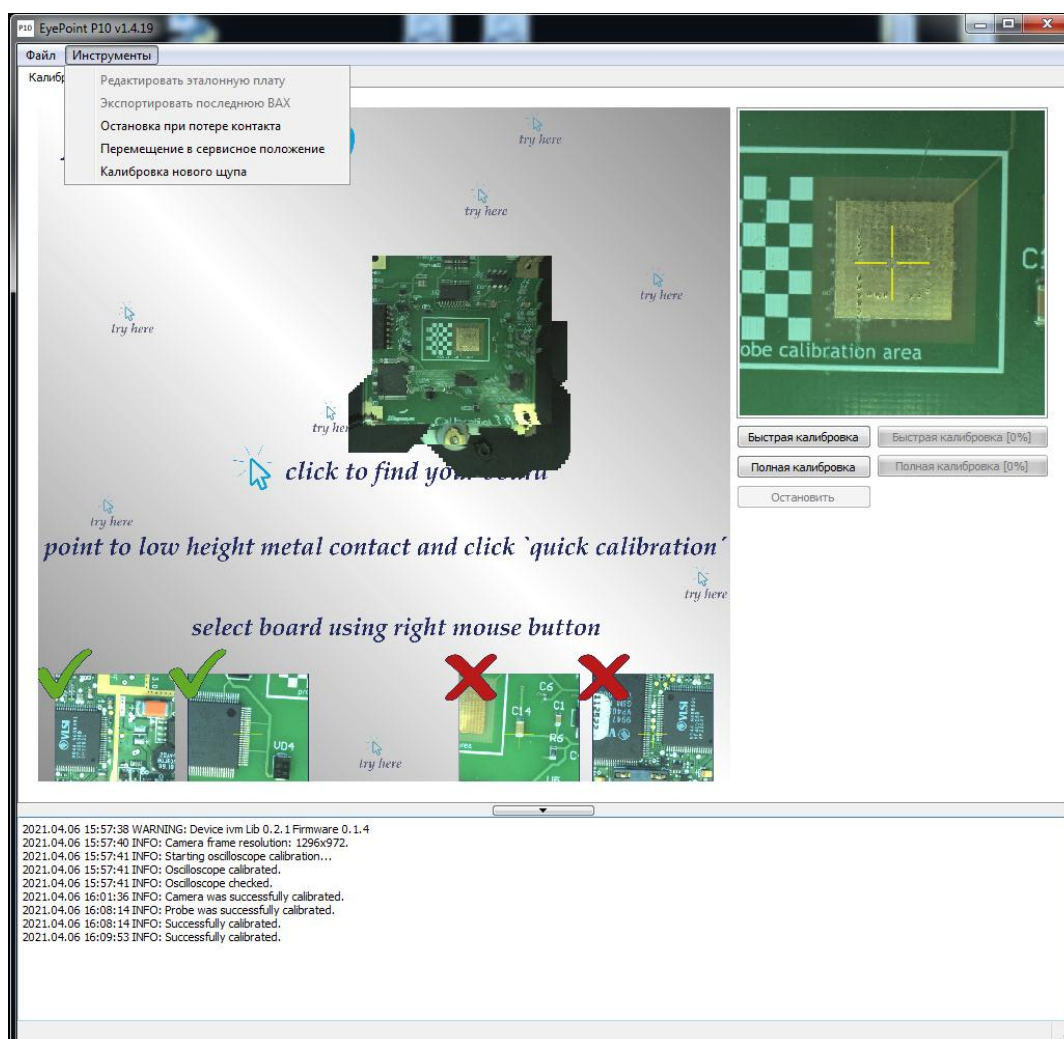 P10 EyePoint P10 v1.4.19
Файл Инструменты
Редактировать эталонную плату
Экспортировать последнюю ВАХ
Остановка при потере контакта
Перемещение в сервисное положение
Калибровка нового щупа
try here
try here
try here
try here
try here
click to find your board
try here
point to low height metal contact and click `quick calibration´
try here
select board using right mouse button
VLSI
VD4
C14
C6
C1
R6
VLSI
try here
obe calibration area
Быстрая калибровка Быстрая калибровка [0%]
Полная калибровка Полная калибровка [0%]
Остановить
2021.04.06 15:57:38 WARNING: Device ivm Lib 0.2.1 Firmware 0.1.4
2021.04.06 15:57:40 INFO: Camera frame resolution: 1296x972.
2021.04.06 15:57:41 INFO: Starting oscilloscope calibration...
2021.04.06 15:57:41 INFO: Oscilloscope calibrated.
2021.04.06 15:57:41 INFO: Oscilloscope checked.
2021.04.06 16:01:36 INFO: Camera was successfully calibrated.
2021.04.06 16:08:14 INFO: Probe was successfully calibrated.
2021.04.06 16:08:14 INFO: Successfully calibrated.
2021.04.06 16:09:53 INFO: Successfully calibrated.